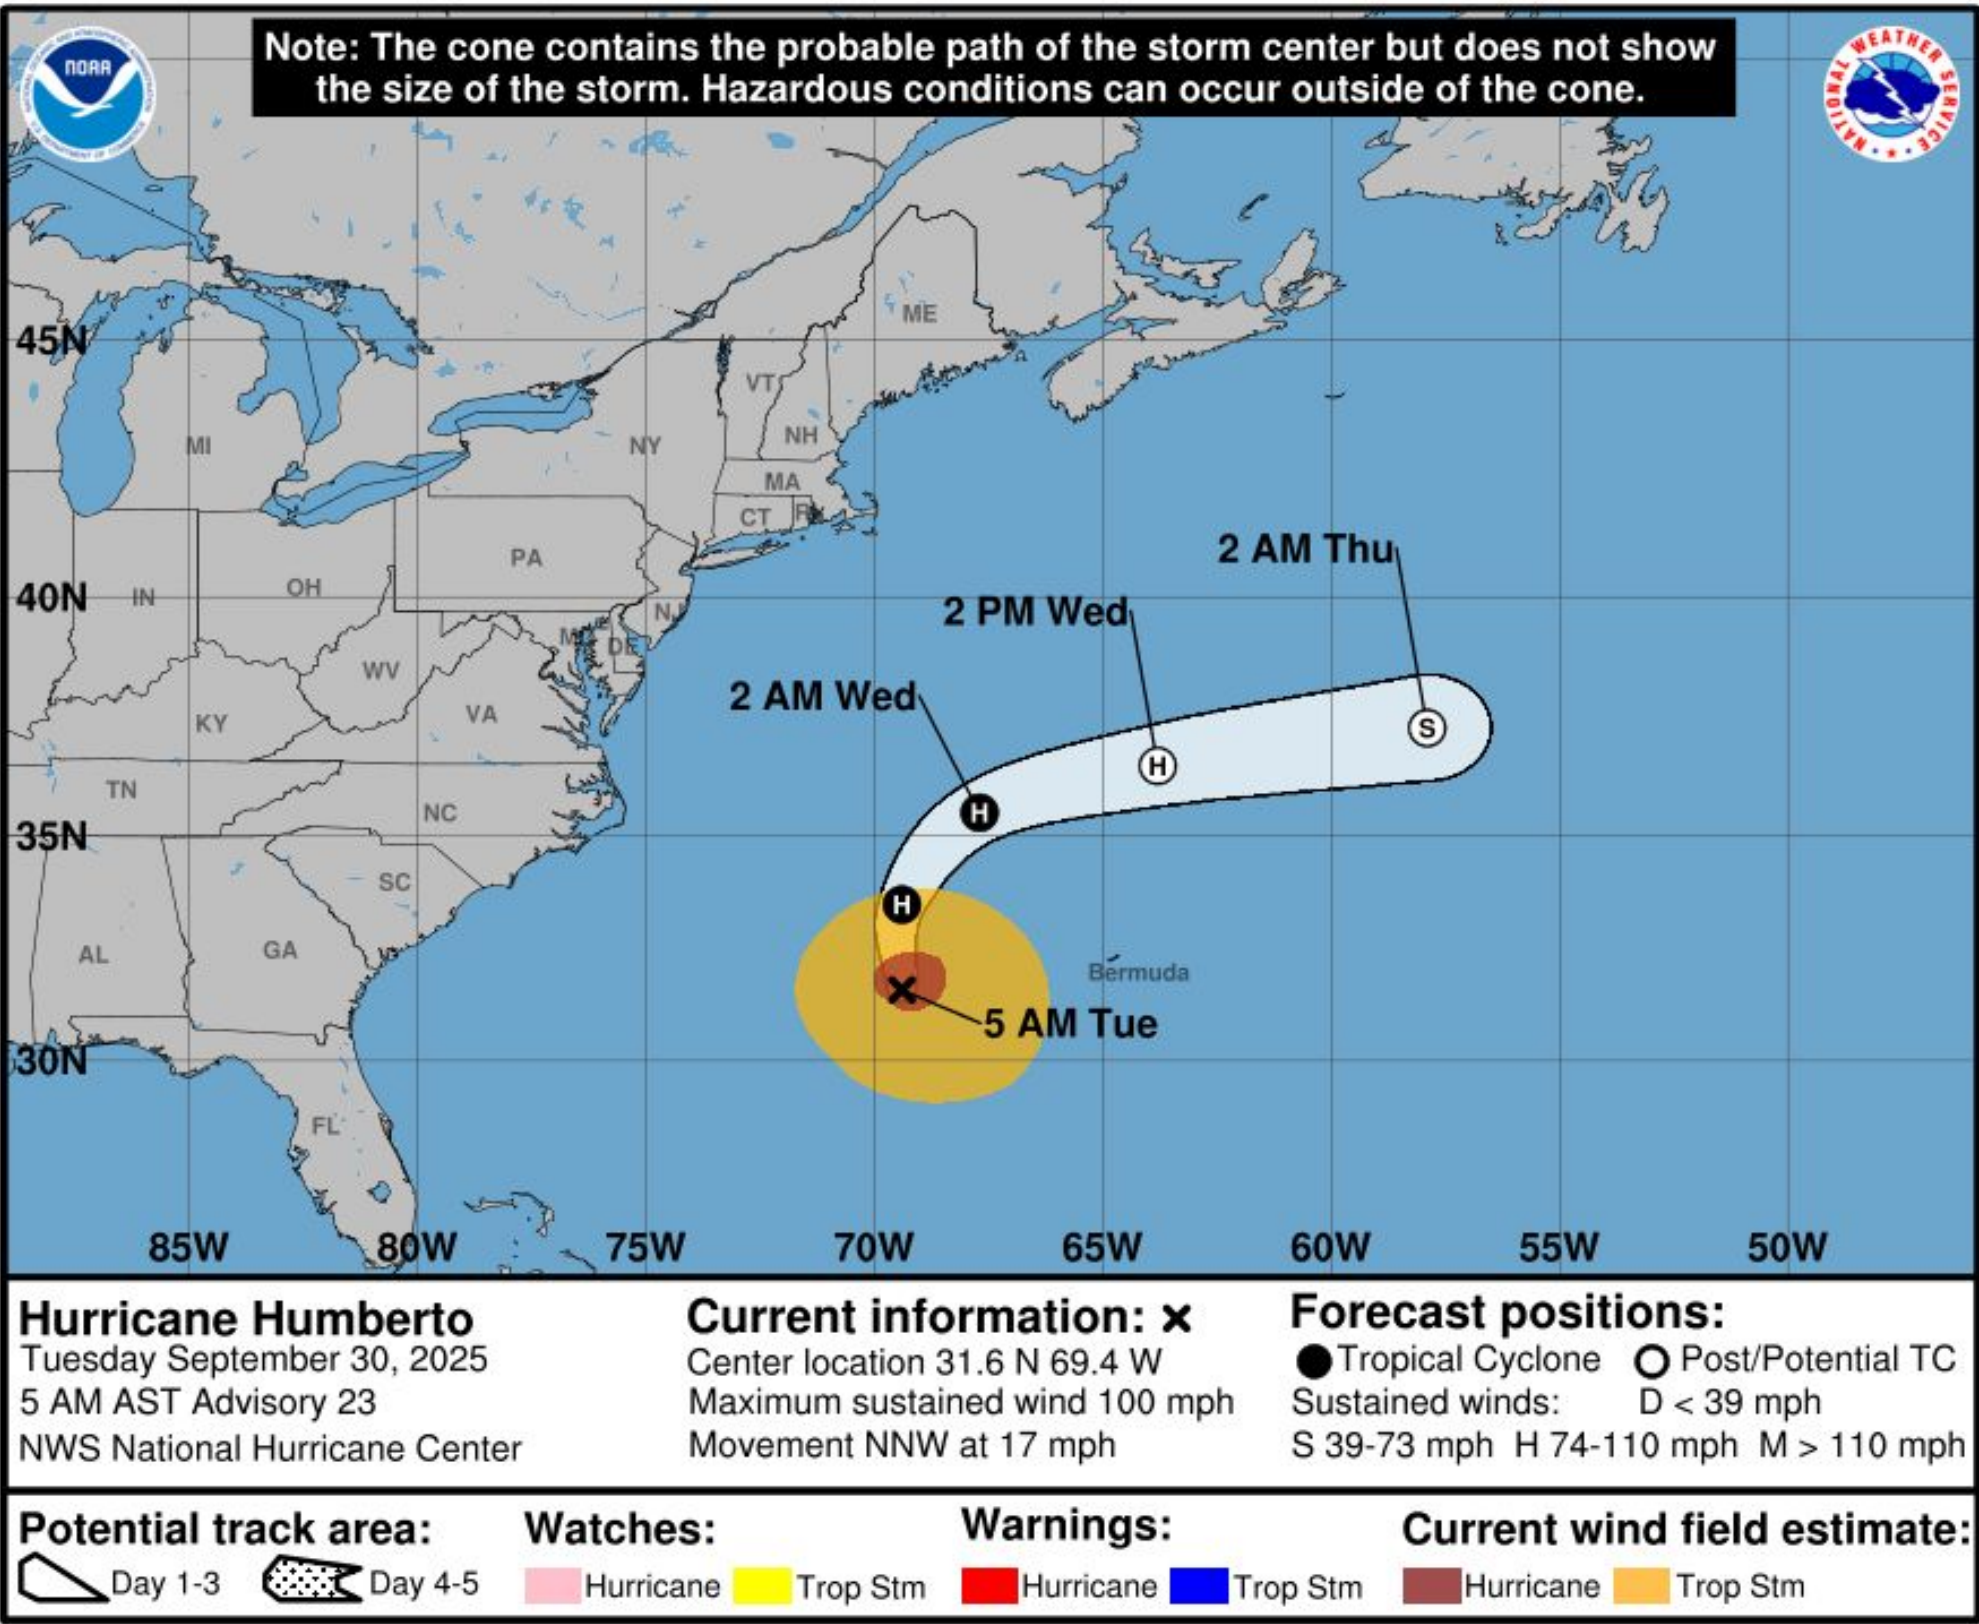 Note: The cone contains the probable path of the storm center but does not show
the size of the storm. Hazardous conditions can occur outside of the cone.
NOAA
NATIONAL WEATHER SERVICE
ME
45N
VT
MI
NY
NH
MA
CT
2 AM Thu
PA
OH
40N
IN
2 PM Wed
NJ
DE
WV
2 AM Wed
VA
KY
S
H
TN
NC
H
35N
SC
H
AL
GA
Bermuda
5 AM Tue
30N
FL
85W 80W 75W 70W 65W 60W 55W 50W
Hurricane Humberto
Tuesday September 30, 2025
5 AM AST Advisory 23
NWS National Hurricane Center
Current information: ×
Center location 31.6 N 69.4 W
Maximum sustained wind 100 mph
Movement NNW at 17 mph
Forecast positions:
Tropical Cyclone Post/Potential TC
Sustained winds: D < 39 mph
S 39-73 mph H 74-110 mph M > 110 mph
Potential track area:
Day 1-3 Day 4-5
Watches:
Hurricane Trop Stm
Warnings:
Hurricane Trop Stm
Current wind field estimate:
Hurricane Trop Stm